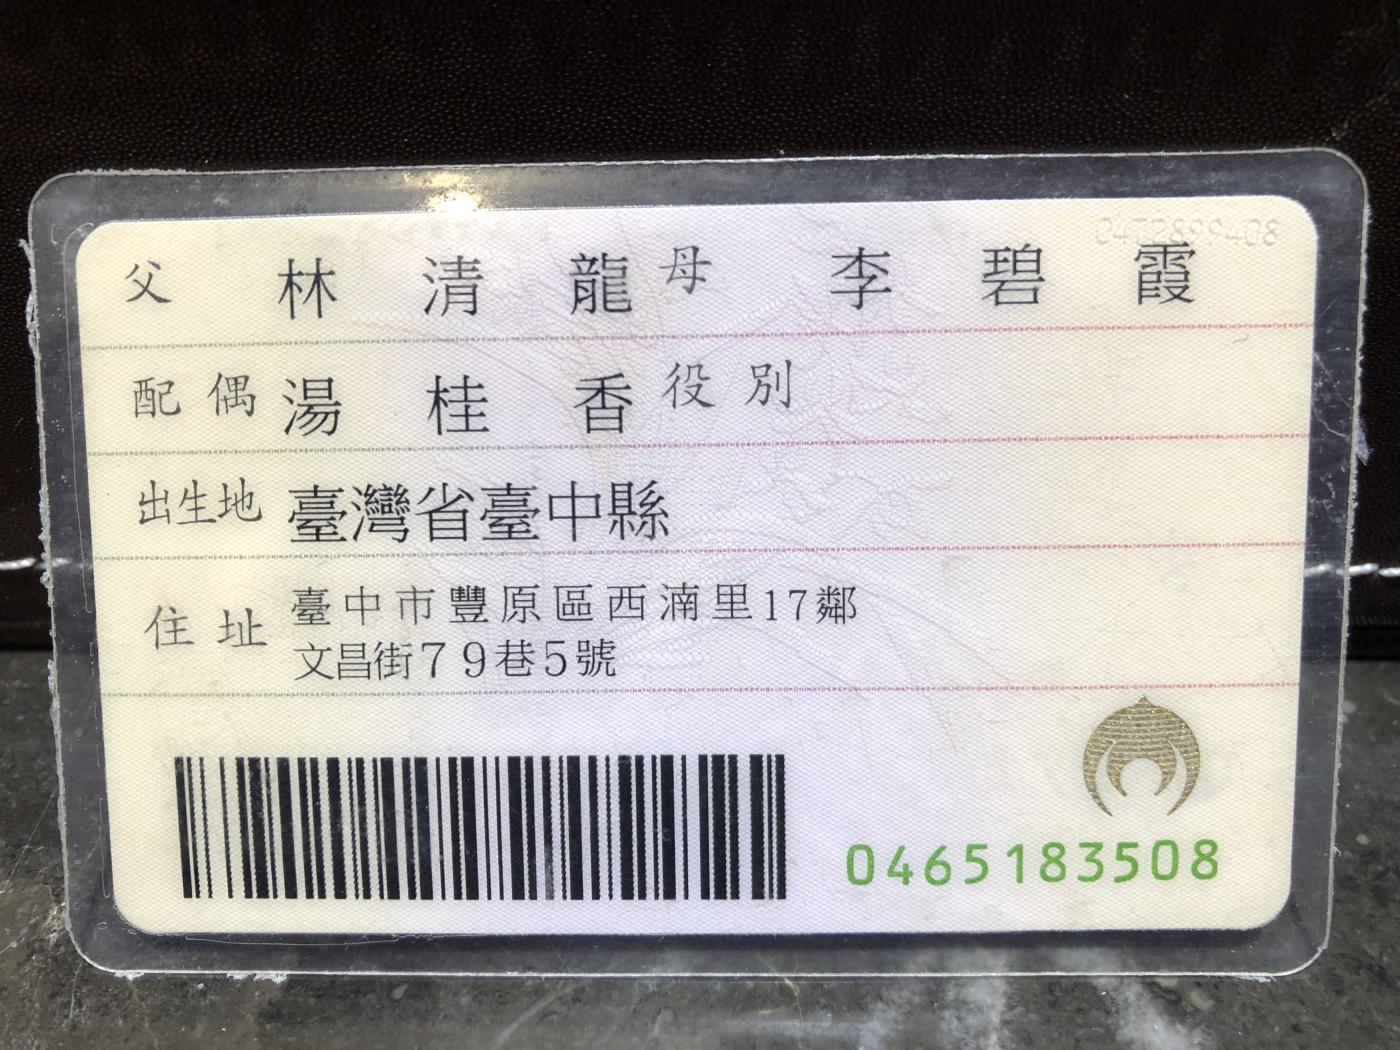 父 林清龍 母 李碧霞
配偶 湯桂香 役別
出生地 臺灣省臺中縣
住址 臺中市豐原區西湳里17鄰
文昌街79巷5號
0465183508